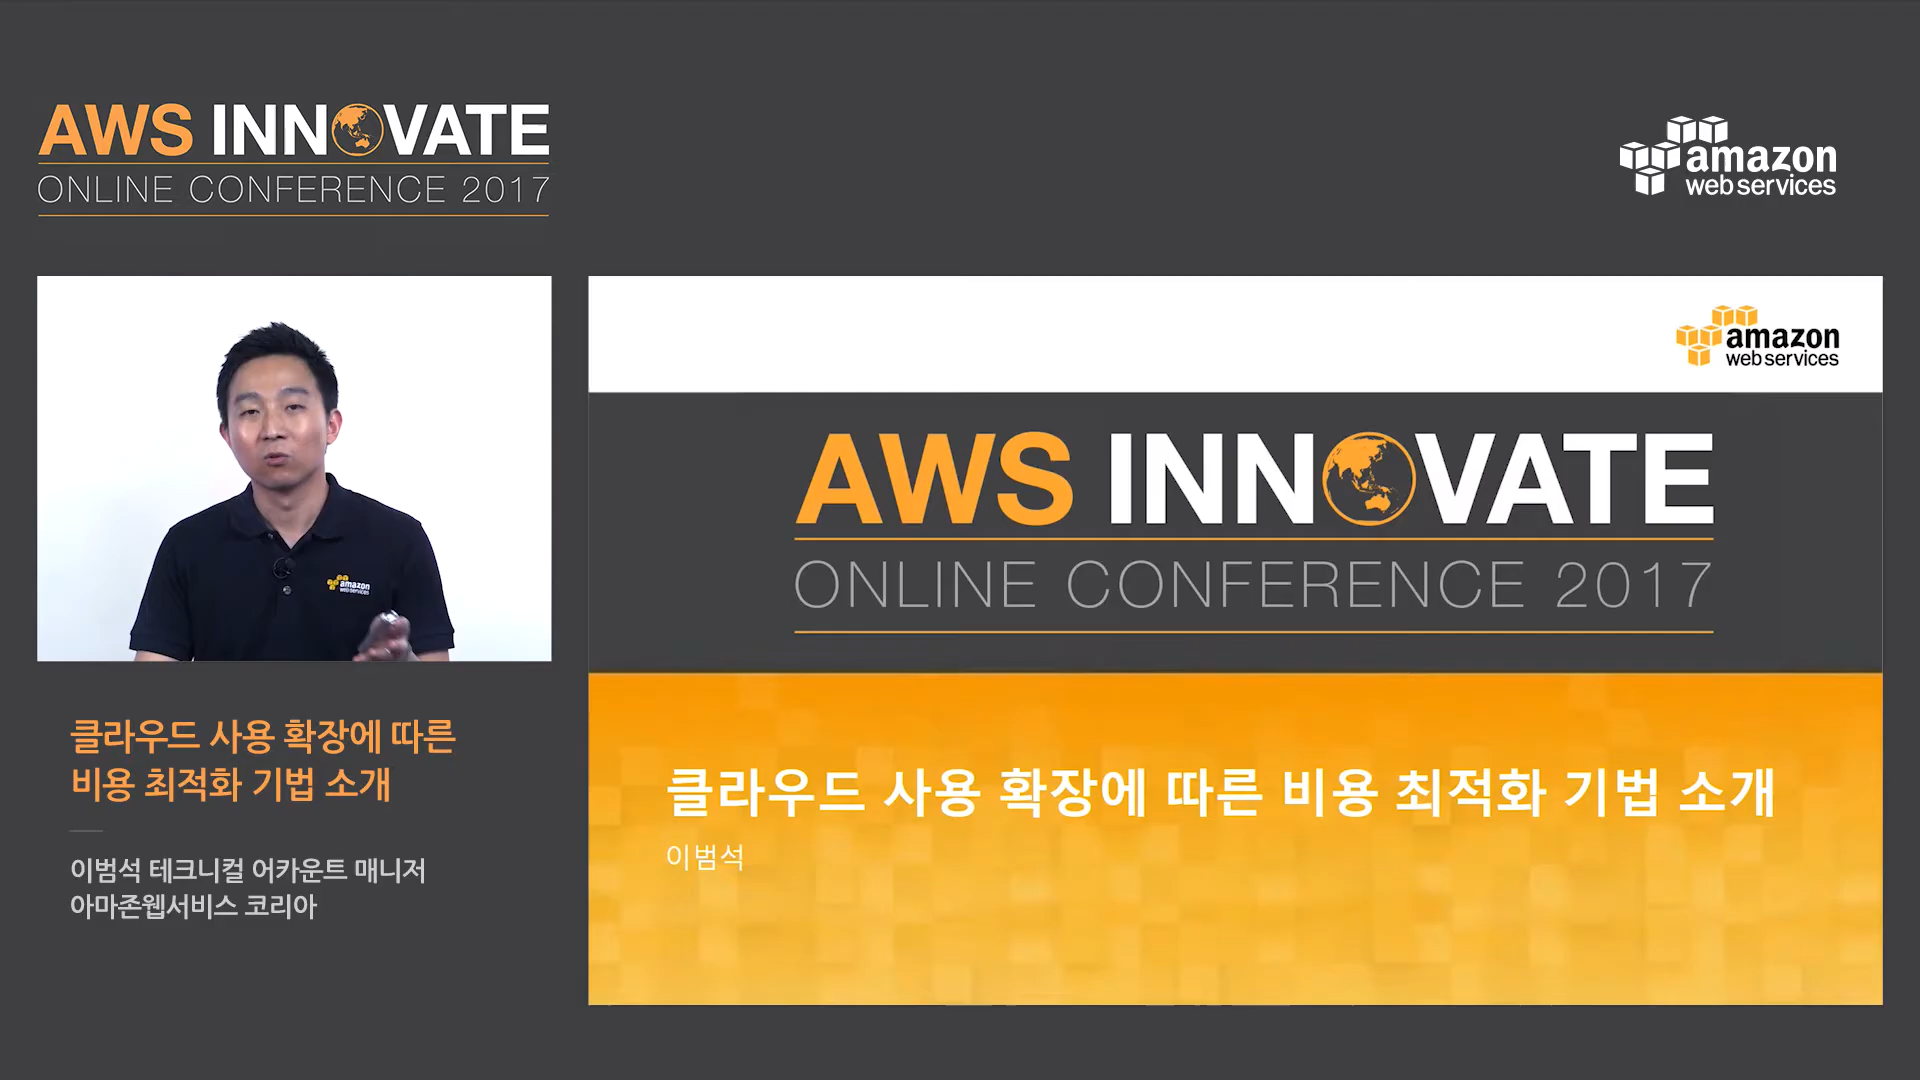 AWS INNOVATE
ONLINE CONFERENCE 2017
amazon
web services
amazon
web services
클라우드 사용 확장에 따른
비용 최적화 기법 소개
이범석 테크니컬 어카운트 매니저
아마존웹서비스 코리아
amazon
web services
AWS INNOVATE
ONLINE CONFERENCE 2017
클라우드 사용 확장에 따른 비용 최적화 기법 소개
이범석